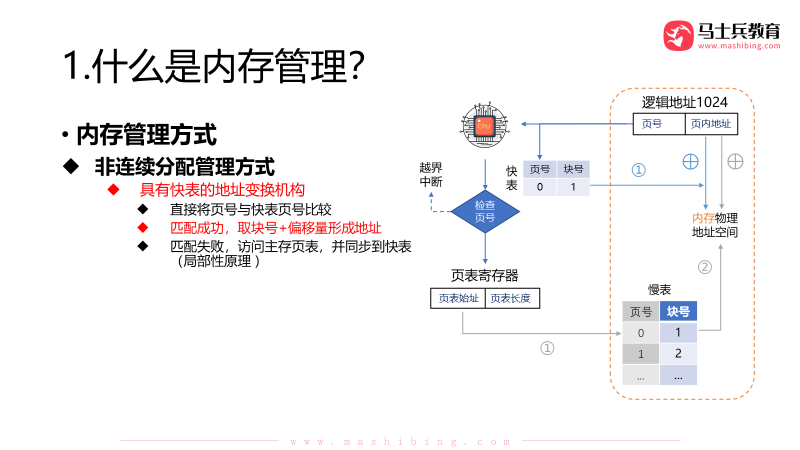 马士兵教育
www.mashibing.com
1.什么是内存管理？
• 内存管理方式
◆ 非连续分配管理方式
◆ 具有快表的地址变换机构
◆ 直接将页号与快表页号比较
◆ 匹配成功，取块号+偏移量形成地址
◆ 匹配失败，访问主存页表，并同步到快表
（局部性原理 ）
CPU
逻辑地址1024
页号 页内地址
越界
中断
快
表
页号 块号
0 1
①
检查
页号
内存物理
地址空间
②
页表寄存器
页表始址 页表长度
①
慢表
页号 块号
0 1
1 2
... ...
www.mashibing.com